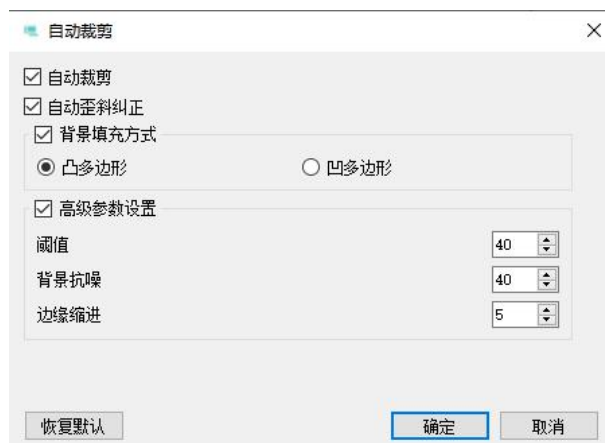 自动裁剪
自动裁剪
自动歪斜纠正
背景填充方式
凸多边形 凹多边形
高级参数设置
阈值 40
背景抗噪 40
边缘缩进 5
恢复默认 确定 取消